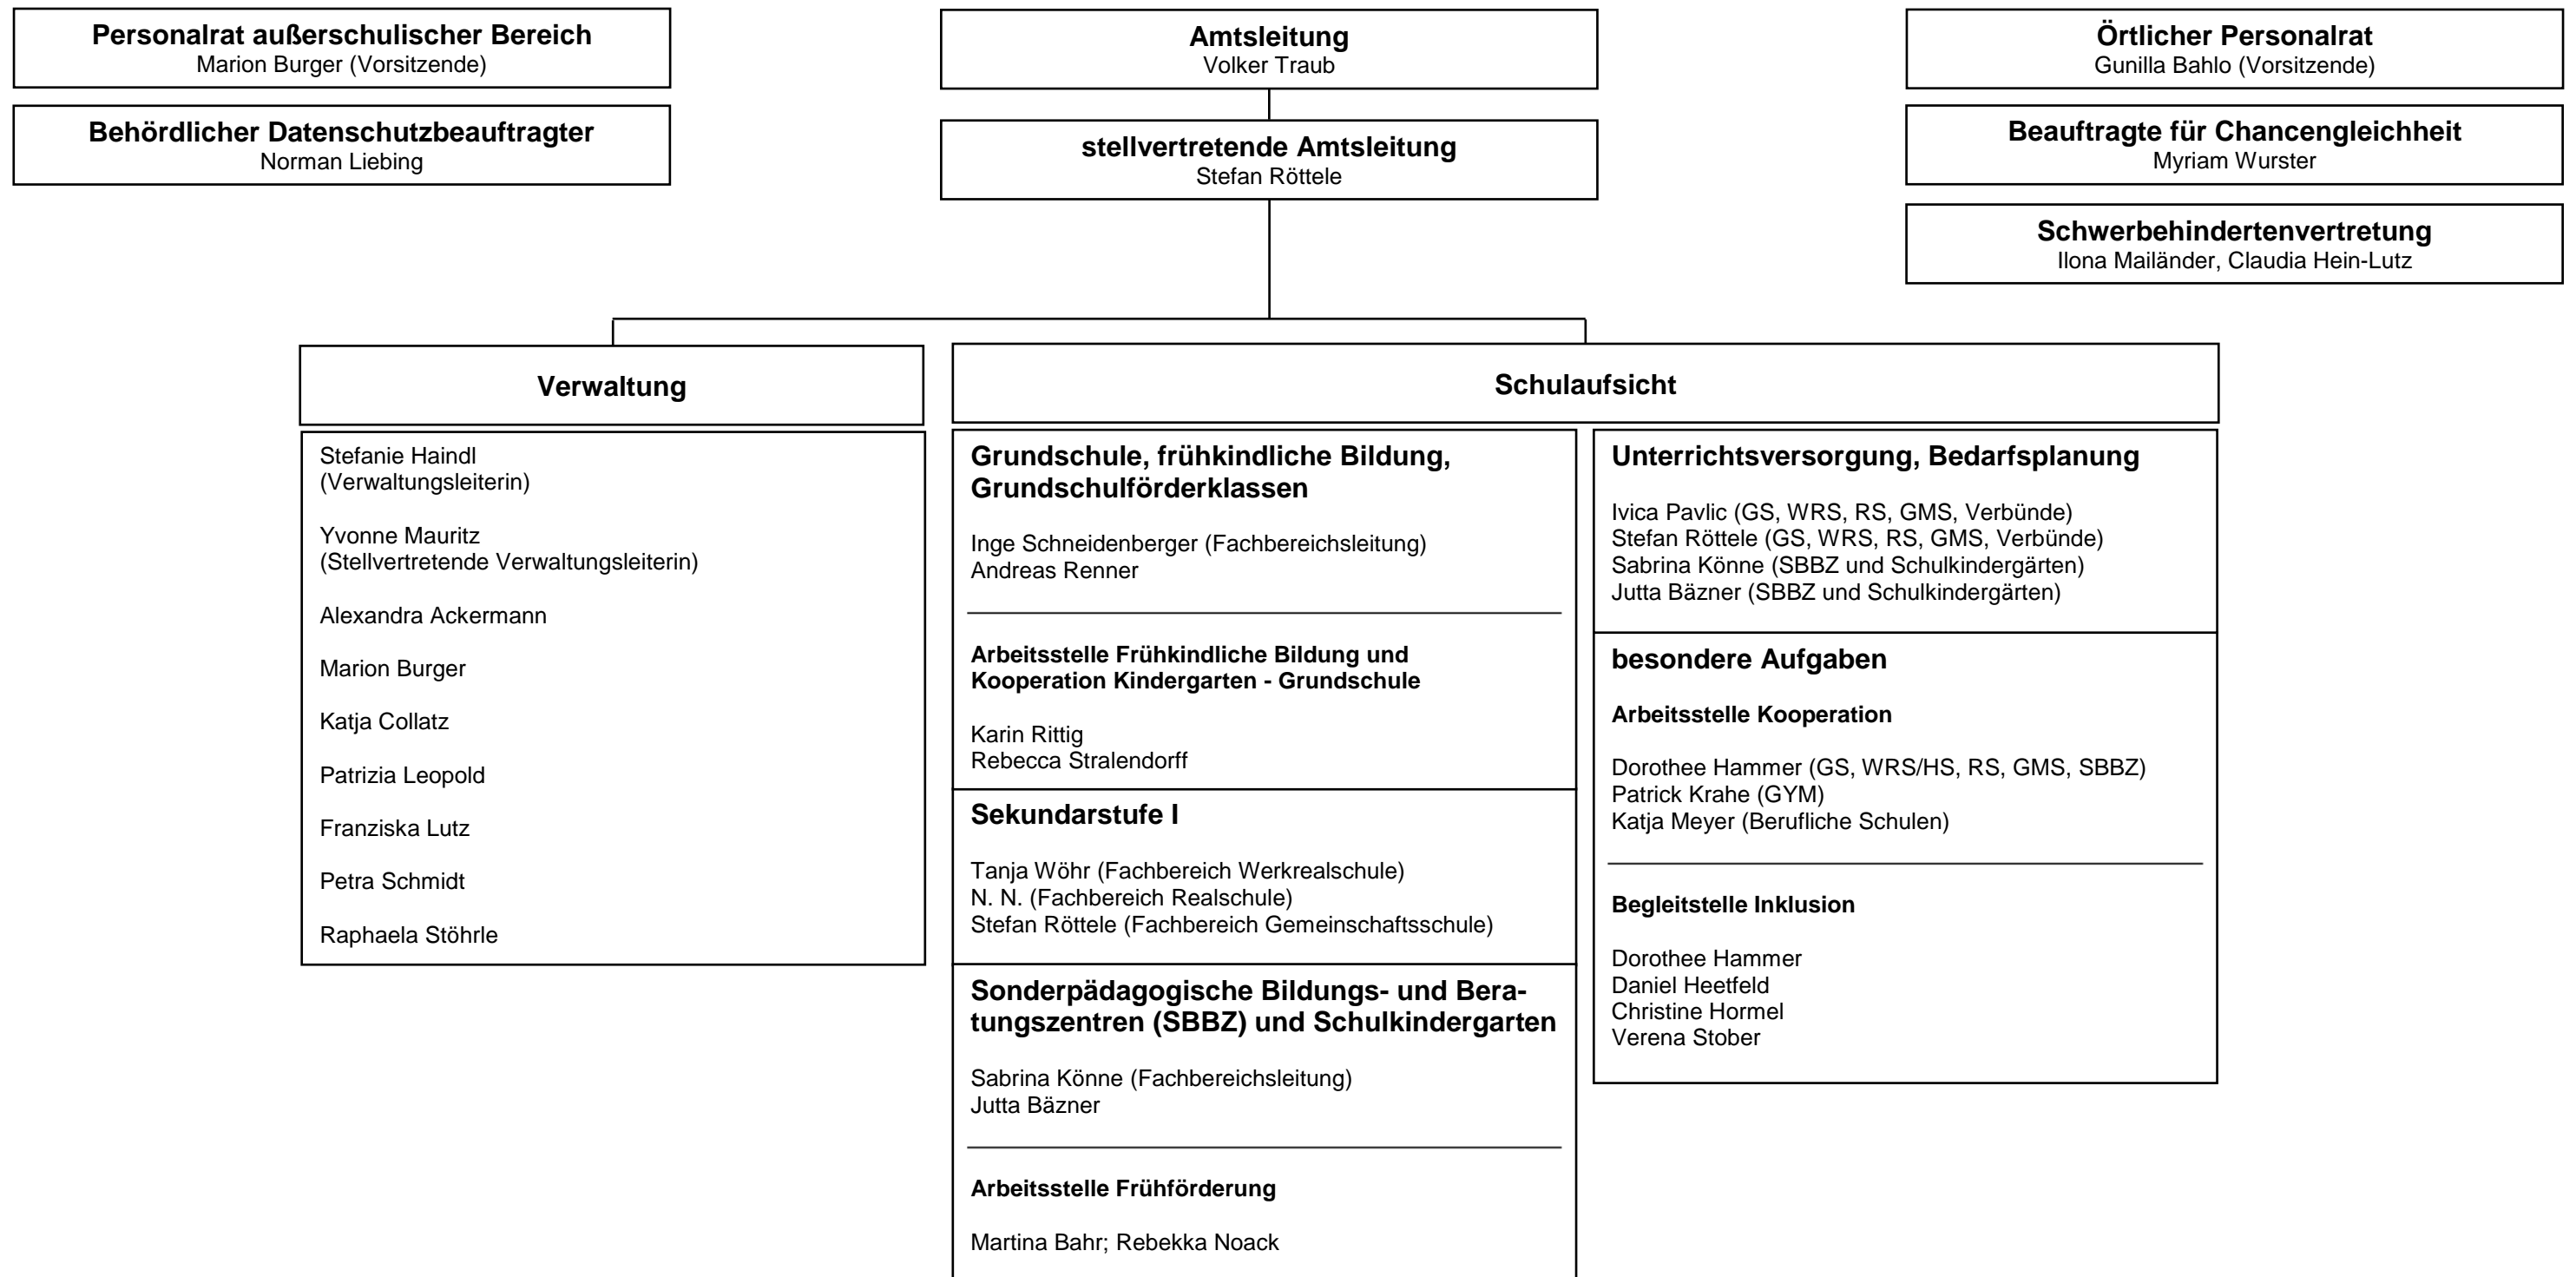 Personalrat außerschulischer Bereich
Marion Burger (Vorsitzende)
Behördlicher Datenschutzbeauftragter
Norman Liebing
Amtsleitung
Volker Traub
stellvertretende Amtsleitung
Stefan Röttele
Örtlicher Personalrat
Gunilla Bahlo (Vorsitzende)
Beauftragte für Chancengleichheit
Myriam Wurster
Schwerbehindertenvertretung
Ilona Mailänder, Claudia Hein-Lutz
Verwaltung
Stefanie Haindl
(Verwaltungsleiterin)
Yvonne Mauritz
(Stellvertretende Verwaltungsleiterin)
Alexandra Ackermann
Marion Burger
Katja Collatz
Patrizia Leopold
Franziska Lutz
Petra Schmidt
Raphaela Stöhrle
Schulaufsicht
Grundschule, frühkindliche Bildung,
Grundschulförderklassen
Inge Schneidenberger (Fachbereichsleitung)
Andreas Renner
Arbeitsstelle Frühkindliche Bildung und
Kooperation Kindergarten - Grundschule
Karin Rittig
Rebecca Stralendorff
Sekundarstufe I
Tanja Wöhr (Fachbereich Werkrealschule)
N. N. (Fachbereich Realschule)
Stefan Röttele (Fachbereich Gemeinschaftsschule)
Sonderpädagogische Bildungs- und Bera-
tungszentren (SBBZ) und Schulkindergarten
Sabrina Könne (Fachbereichsleitung)
Jutta Bäzner
Arbeitsstelle Frühförderung
Martina Bahr; Rebekka Noack
Unterrichtsversorgung, Bedarfsplanung
Ivica Pavlic (GS, WRS, RS, GMS, Verbünde)
Stefan Röttele (GS, WRS, RS, GMS, Verbünde)
Sabrina Könne (SBBZ und Schulkindergärten)
Jutta Bäzner (SBBZ und Schulkindergärten)
besondere Aufgaben
Arbeitsstelle Kooperation
Dorothee Hammer (GS, WRS/HS, RS, GMS, SBBZ)
Patrick Krahe (GYM)
Katja Meyer (Berufliche Schulen)
Begleitstelle Inklusion
Dorothee Hammer
Daniel Heetfeld
Christine Hormel
Verena Stober